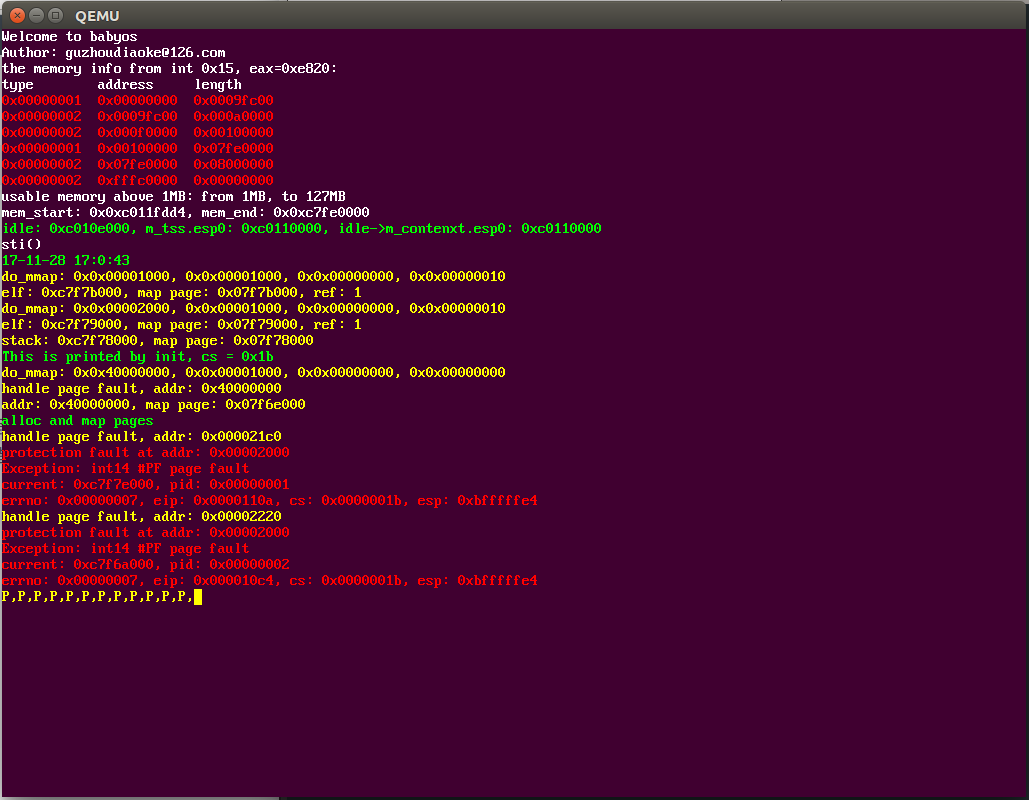 QEMU
Welcome to babyos
Author: guzhoudiaoke@126.com
the memory info from int 0x15, eax=0xe820:
type address length
0x00000001 0x00000000 0x0009fc00
0x00000002 0x0009fc00 0x000a0000
0x00000002 0x000f0000 0x00100000
0x00000001 0x00100000 0x07fe0000
0x00000002 0x07fe0000 0x08000000
0x00000002 0xfffc0000 0x00000000
usable memory above 1MB: from 1MB, to 127MB
mem_start: 0x0xc011fdd4, mem_end: 0x0xc7fe0000
idle: 0xc010e000, m_tss.esp0: 0xc0110000, idle->m_contenxt.esp0: 0xc0110000
sti()
17-11-28 17:0:43
do_mmap: 0x0x00001000, 0x0x00001000, 0x0x00000000, 0x0x00000010
elf: 0xc7f7b000, map page: 0x07f7b000, ref: 1
do_mmap: 0x0x00002000, 0x0x00001000, 0x0x00000000, 0x0x00000010
elf: 0xc7f79000, map page: 0x07f79000, ref: 1
stack: 0xc7f78000, map page: 0x07f78000
This is printed by init, cs = 0x1b
do_mmap: 0x0x40000000, 0x0x00001000, 0x0x00000000, 0x0x00000000
handle page fault, addr: 0x40000000
addr: 0x40000000, map page: 0x07f6e000
alloc and map pages
handle page fault, addr: 0x000021c0
protection fault at addr: 0x00002000
Exception: int14 #PF page fault
current: 0xc7f7e000, pid: 0x00000001
errno: 0x00000007, eip: 0x0000110a, cs: 0x0000001b, esp: 0xbfffffe4
handle page fault, addr: 0x00002220
protection fault at addr: 0x00002000
Exception: int14 #PF page fault
current: 0xc7f6a000, pid: 0x00000002
errno: 0x00000007, eip: 0x000010c4, cs: 0x0000001b, esp: 0xbfffffe4
P,P,P,P,P,P,P,P,P,P,P,P,